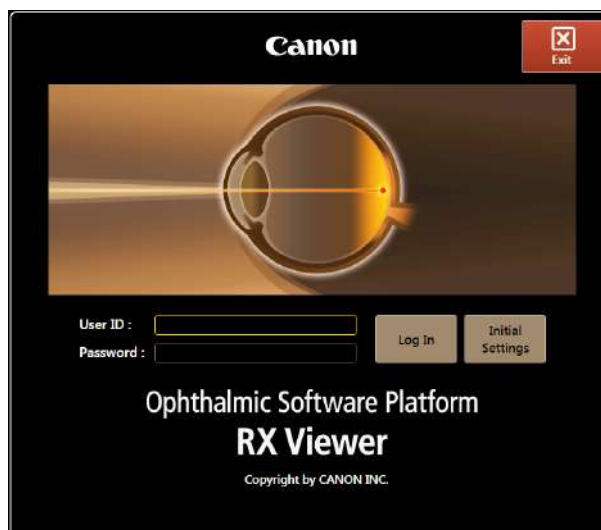 Canon
Exit
User ID :
Password :
Log In
Initial
Settings
Ophthalmic Software Platform
RX Viewer
Copyright by CANON INC.